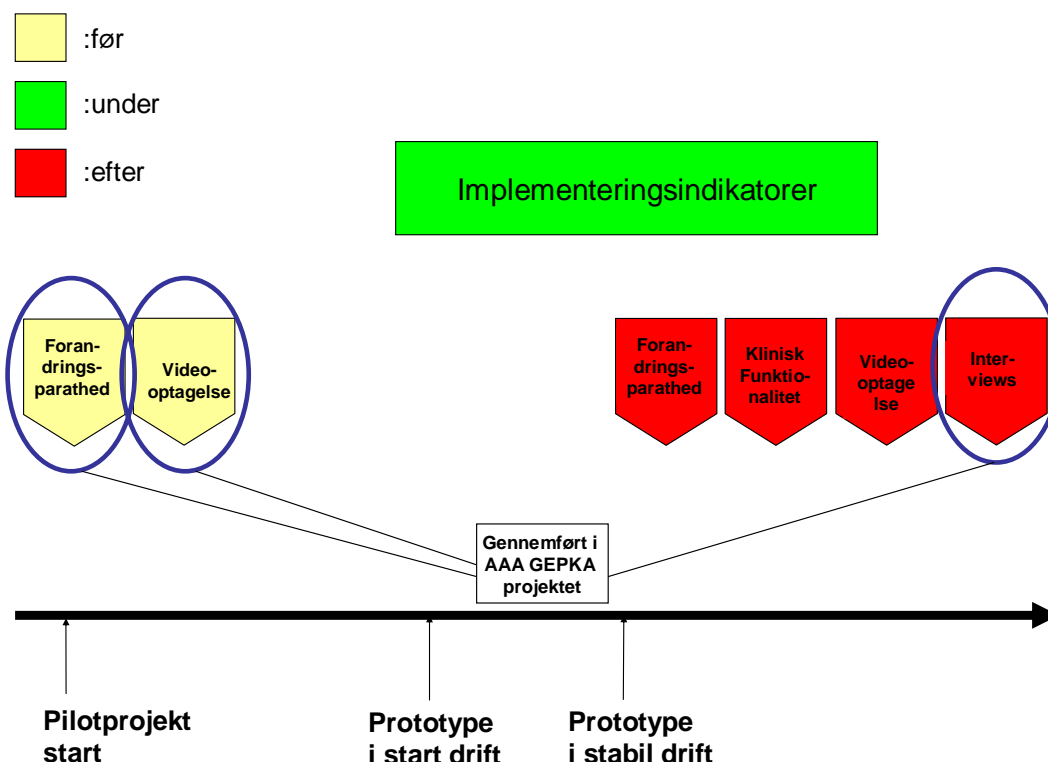 :før
:under
:efter
Implementeringsindikatorer
Foran-
drings-
parathed
Video-
optagelse
Foran-
drings-
parathed
Klinisk
Funktio-
nalitet
Video-
optage
lse
Inter-
views
Gennemført i
AAA GEPKA
projektet
Pilotprojekt
start
Prototype
i start drift
Prototype
i stabil drift